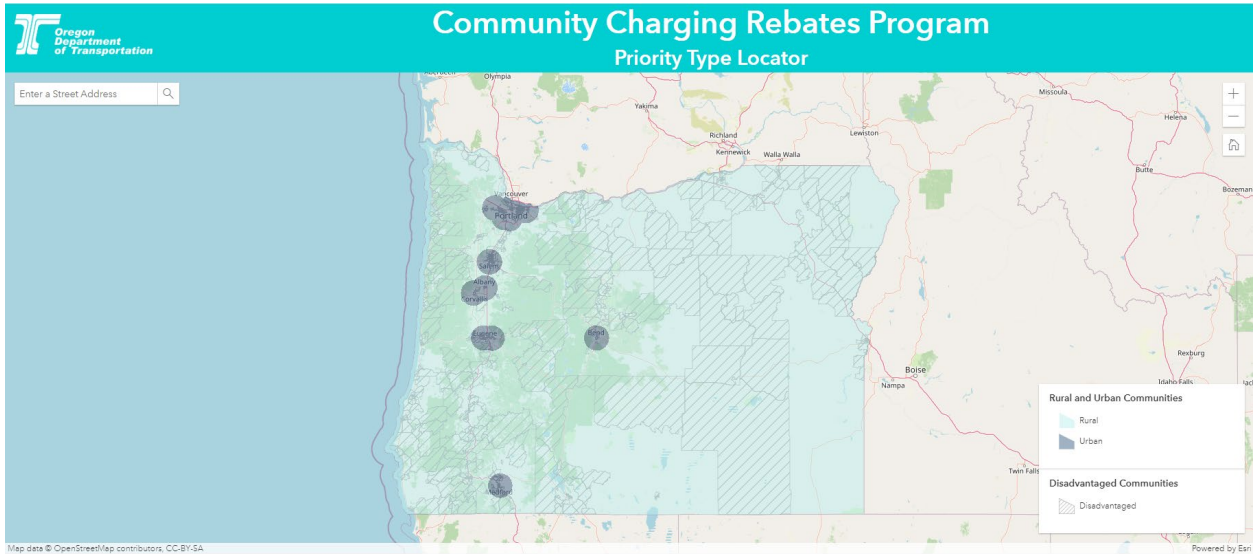 Oregon
Department
of Transportation
Community Charging Rebates Program
Priority Type Locator
Enter a Street Address
Aberdeen
Olympia
Yakima
Richland
Kennewick
Walla Walla
Lewiston
Missoula
Helena
Butte
Bozeman
Vancouver
Portland
Salem
Albany
Corvallis
Eugene
Bend
Medford
Boise
Nampa
Rexburg
Idaho Falls
Twin Falls
+
−
Rural and Urban Communities
Rural
Urban
Disadvantaged Communities
Disadvantaged
Map data © OpenStreetMap contributors, CC-BY-SA
Powered by Esri